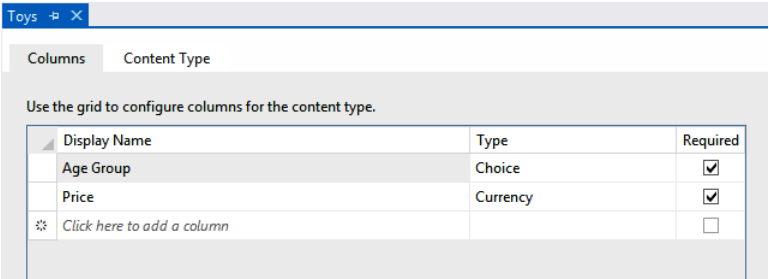 Toys
Columns Content Type
Use the grid to configure columns for the content type.
Display Name Type Required
Age Group Choice
Price Currency
Click here to add a column